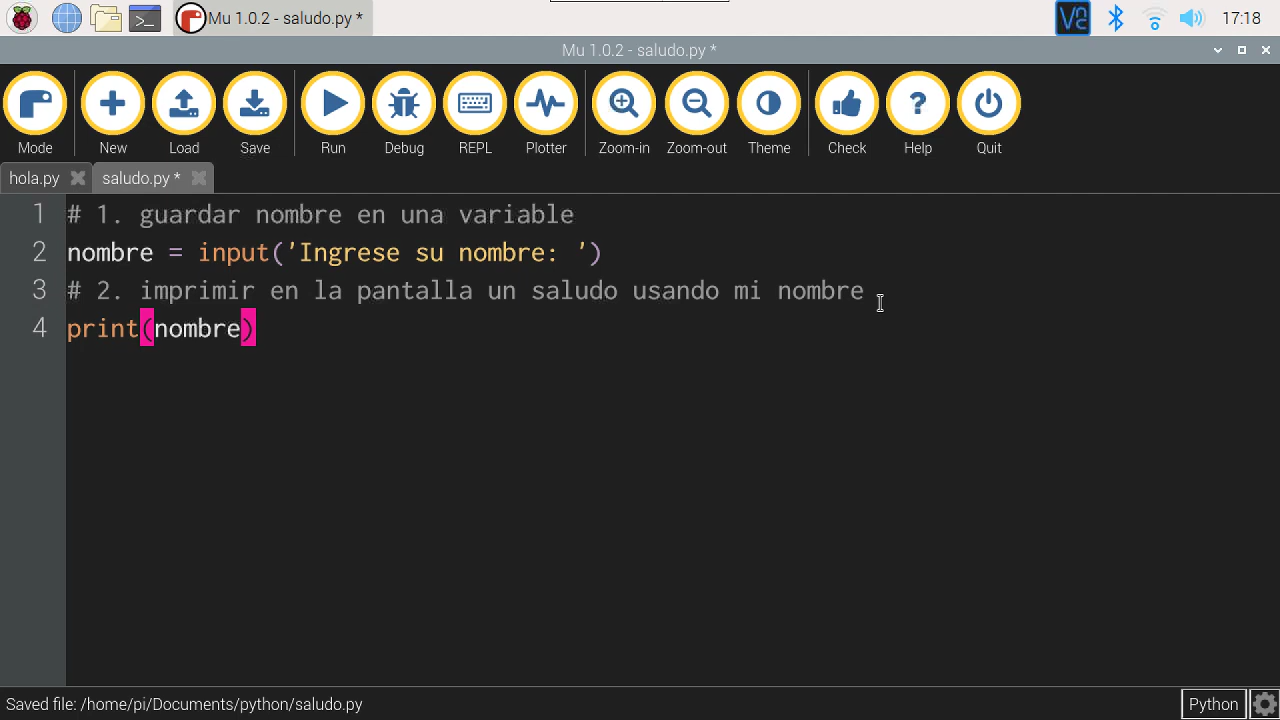 Mu 1.0.2 - saludo.py *
17:18
Mu 1.0.2 - saludo.py *
Mode New Load Save Run Debug REPL Plotter Zoom-in Zoom-out Theme Check Help Quit
hola.py saludo.py *
1 # 1. guardar nombre en una variable
2 nombre = input('Ingrese su nombre: ')
3 # 2. imprimir en la pantalla un saludo usando mi nombre
4 print(nombre)
Saved file: /home/pi/Documents/python/saludo.py
Python